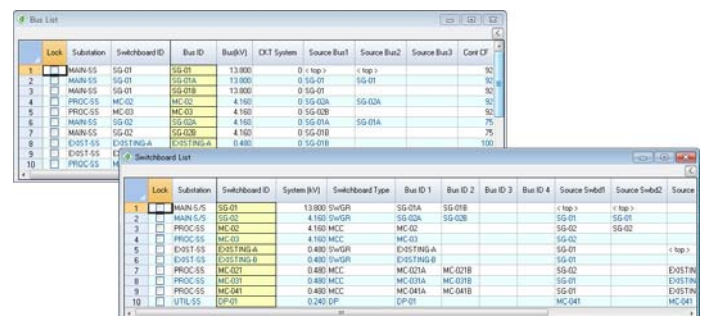 Bus List
Lock Substation Switchboard ID Bus ID Bus[kV] CKT System Source Bus1 Source Bus2 Source Bus3 Cont CF
1 MAIN-SS SG-01 SG-01 13.800 0 < top > < top > 92
2 MAIN-SS SG-01 SG-01A 13.800 0 SG-01 SG-01 92
3 MAIN-SS SG-01 SG-01B 13.800 0 SG-01 92
4 PROC-SS MC-02 MC-02 4.160 0 SG-02A SG-02A 92
5 PROC-SS MC-03 MC-03 4.160 0 SG-02B 92
6 MAIN-SS SG-02 SG-02A 4.160 0 SG-01A SG-01A 75
7 MAIN-SS SG-02 SG-02B 4.160 0 SG-01B 75
8 EXIST-SS EXISTING-A EXISTING-A 0.480 0 SG-01B 100
9 EXIST-SS
10 PROC-SS
Switchboard List
Lock Substation Switchboard ID System [kV] Switchboard Type Bus ID 1 Bus ID 2 Bus ID 3 Bus ID 4 Source Swbd1 Source Swbd2 Source
1 MAIN-S/S SG-01 13.800 SWGR SG-01A SG-01B < top > < top >
2 MAIN-S/S SG-02 4.160 SWGR SG-02A SG-02B SG-01 SG-01
3 PROC-SS MC-02 4.160 MCC MC-02 SG-02 SG-02
4 PROC-SS MC-03 4.160 MCC MC-03 SG-02
5 EXIST-SS EXISTING-A 0.480 SWGR EXISTING-A SG-01 < top >
6 EXIST-SS EXISTING-B 0.480 SWGR EXISTING-B SG-01
7 PROC-SS MC-021 0.480 MCC MC-021A MC-021B SG-02 EXISTIN
8 PROC-SS MC-031 0.480 MCC MC-031A MC-031B SG-01 EXISTIN
9 PROC-SS MC-041 0.480 MCC MC-041A MC-041B SG-01 EXISTIN
10 UTIL-SS DP-01 0.240 DP DP-01 MC-041 MC-041